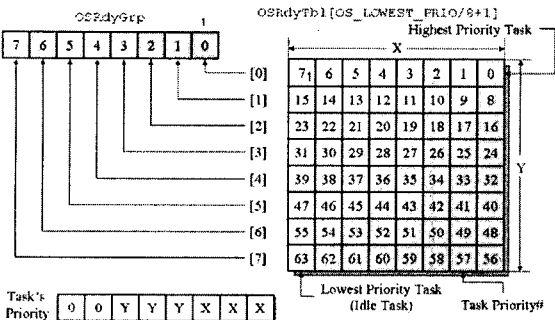 OSRdyGrp
1
OSRdyTbl[OS_LOWEST_PRIO/8+1]
Highest Priority Task
X
7 6 5 4 3 2 1 0
[0]
[1]
[2]
[3]
[4]
[5]
[6]
[7]
7 1 6 5 4 3 2 1 0
15 14 13 12 11 10 9 8
23 22 21 20 19 18 17 16
31 30 29 28 27 26 25 24
39 38 37 36 35 34 33 32
47 46 45 44 43 42 41 40
55 54 53 52 51 50 49 48
63 62 61 60 59 58 57 56
Y
Lowest Priority Task
(Idle Task)
Task Priority#
Task's
Priority
0 0 Y Y Y X X X